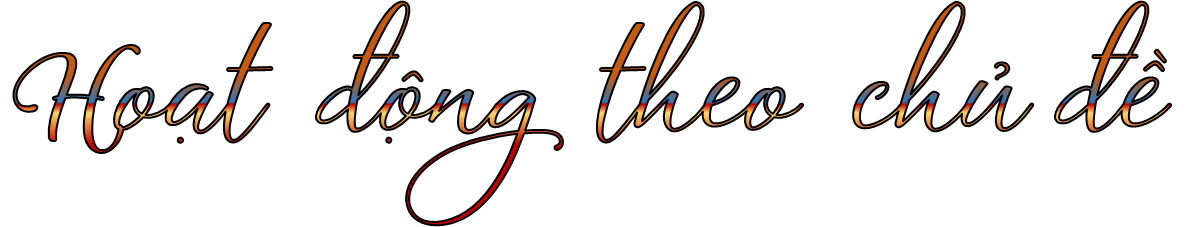 Hoạt động theo chủ đề